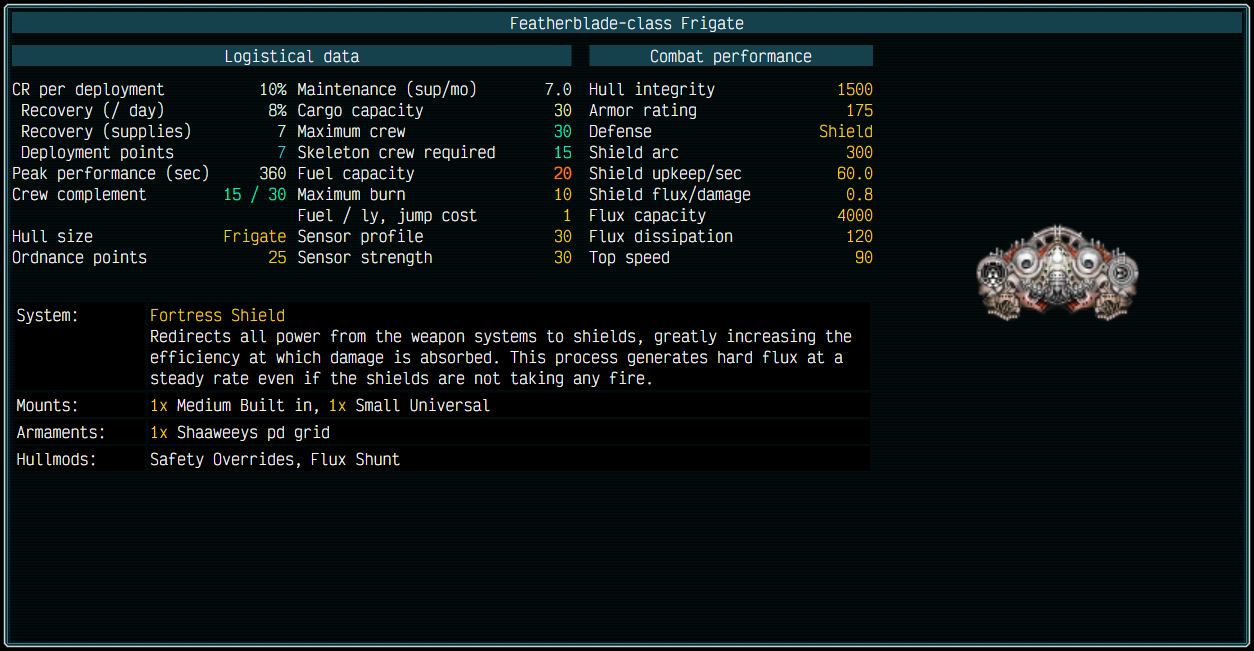 Featherblade-class Frigate
Logistical data
CR per deployment 10% Maintenance (sup/mo) 7.0
Recovery (/ day) 8% Cargo capacity 30
Recovery (supplies) 7 Maximum crew 30
Deployment points 7 Skeleton crew required 15
Peak performance (sec) 360 Fuel capacity 20
Crew complement 15 / 30 Maximum burn 10
Fuel / ly, jump cost 1
Hull size Frigate Sensor profile 30
Ordnance points 25 Sensor strength 30
Combat performance
Hull integrity 1500
Armor rating 175
Defense Shield
Shield arc 300
Shield upkeep/sec 60.0
Shield flux/damage 0.8
Flux capacity 4000
Flux dissipation 120
Top speed 90
System: Fortress Shield
Redirects all power from the weapon systems to shields, greatly increasing the
efficiency at which damage is absorbed. This process generates hard flux at a
steady rate even if the shields are not taking any fire.
Mounts: 1x Medium Built in, 1x Small Universal
Armaments: 1x Shaaweeys pd grid
Hullmods: Safety Overrides, Flux Shunt